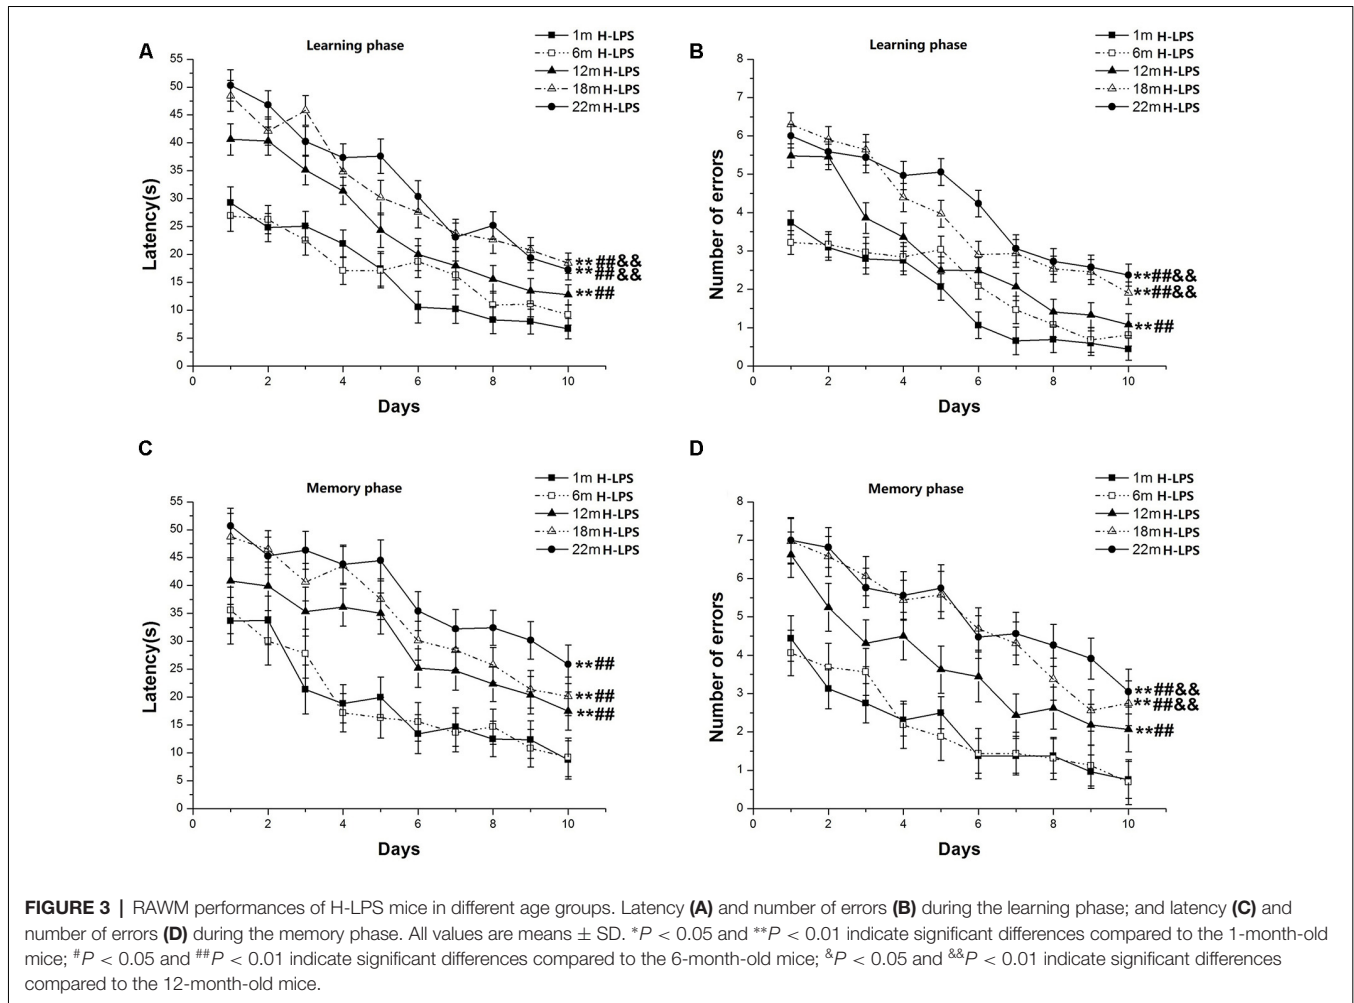 A
Learning phase
1m H-LPS
6m H-LPS
12m H-LPS
18m H-LPS
22m H-LPS
Latency(s)
55
50
45
40
35
30
25
20
15
10
5
0
**##&&
**##&&
**##
0 2 4 6 8 10
Days
B
Learning phase
1m H-LPS
6m H-LPS
12m H-LPS
18m H-LPS
22m H-LPS
Number of errors
8
7
6
5
4
3
2
1
0
**##&&
**##&&
**##
0 2 4 6 8 10
Days
C
Memory phase
1m H-LPS
6m H-LPS
12m H-LPS
18m H-LPS
22m H-LPS
Latency(s)
55
50
45
40
35
30
25
20
15
10
5
0
**##
**##
**##
0 2 4 6 8 10
Days
D
Memory phase
1m H-LPS
6m H-LPS
12m H-LPS
18m H-LPS
22m H-LPS
Number of errors
8
7
6
5
4
3
2
1
0
**##&&
**##&&
**##
0 2 4 6 8 10
Days
FIGURE 3 | RAWM performances of H-LPS mice in different age groups. Latency (A) and number of errors (B) during the learning phase; and latency (C) and
number of errors (D) during the memory phase. All values are means ± SD. *P < 0.05 and **P < 0.01 indicate significant differences compared to the 1-month-old
mice; #P < 0.05 and ##P < 0.01 indicate significant differences compared to the 6-month-old mice; &P < 0.05 and &&P < 0.01 indicate significant differences
compared to the 12-month-old mice.